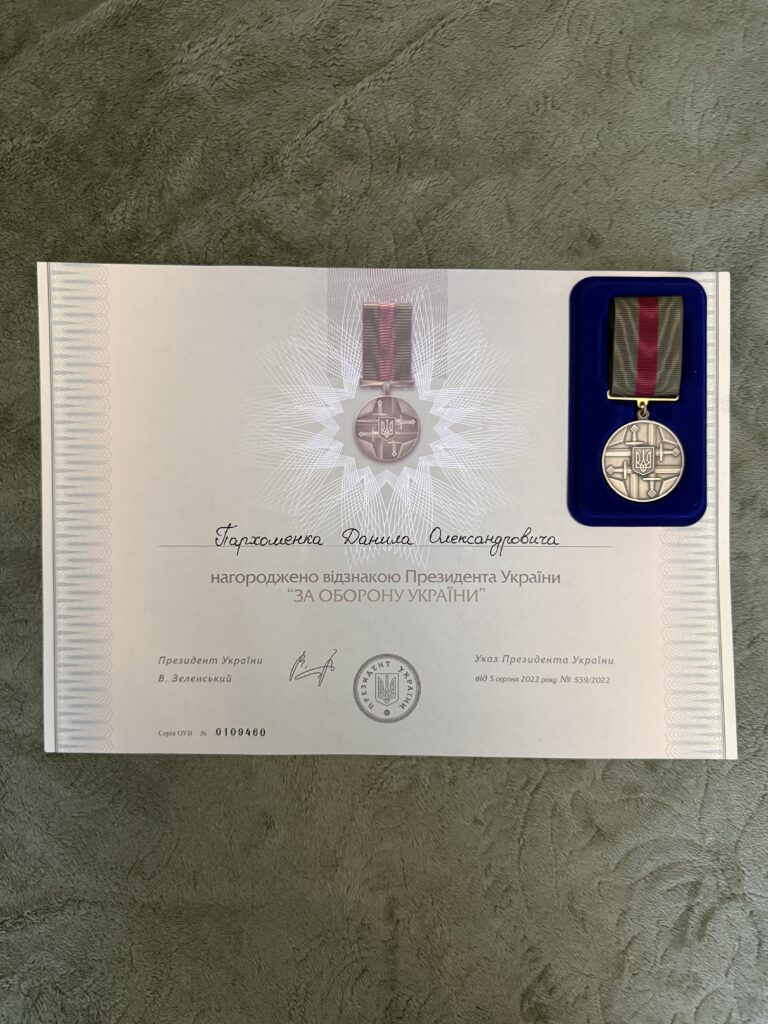 Пархоменка Данила Олександровича
нагороджено відзнакою Президента України
“ЗА ОБОРОНУ УКРАЇНИ”
Президент України
В. Зеленський
ПРЕЗИДЕНТ УКРАЇНИ
Указ Президента України
від 5 серпня 2022 року № 559/2022
Серія ОУВ № 0109460